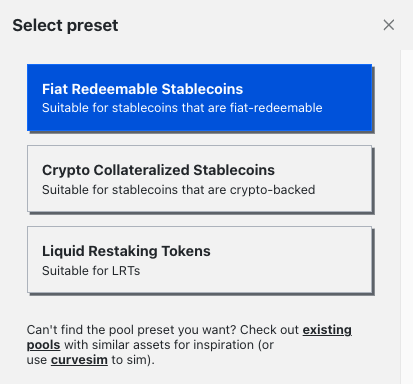 Select preset
Fiat Redeemable Stablecoins
Suitable for stablecoins that are fiat-redeemable
Crypto Collateralized Stablecoins
Suitable for stablecoins that are crypto-backed
Liquid Restaking Tokens
Suitable for LRTs
Can't find the pool preset you want? Check out existing
pools with similar assets for inspiration (or
use curvesim to sim).